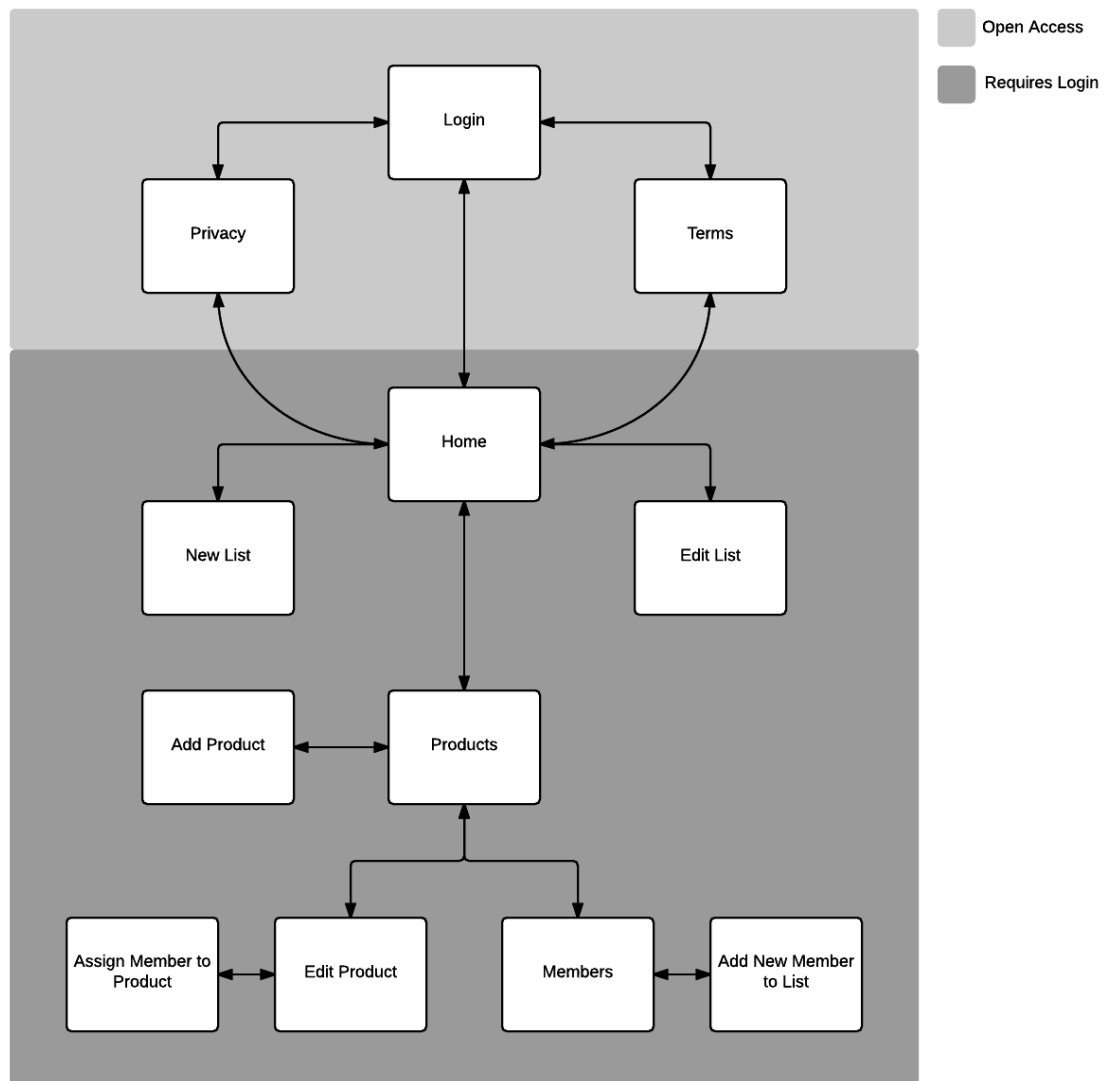 Open Access
Requires Login
Login
Privacy
Terms
Home
New List
Edit List
Add Product
Products
Assign Member to
Product
Edit Product
Members
Add New Member
to List